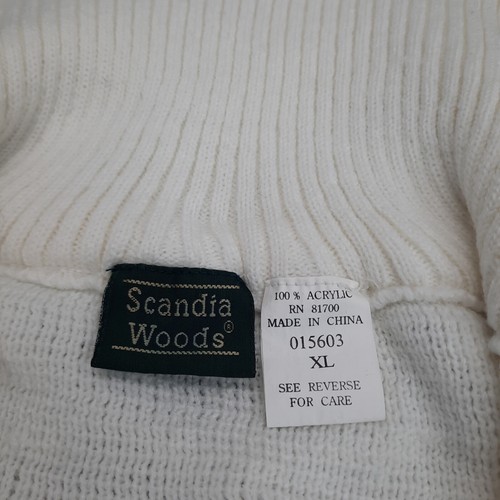 Scandia
Woods®
100% ACRYLIC
RN 81700
MADE IN CHINA
015603
XL
SEE REVERSE
FOR CARE